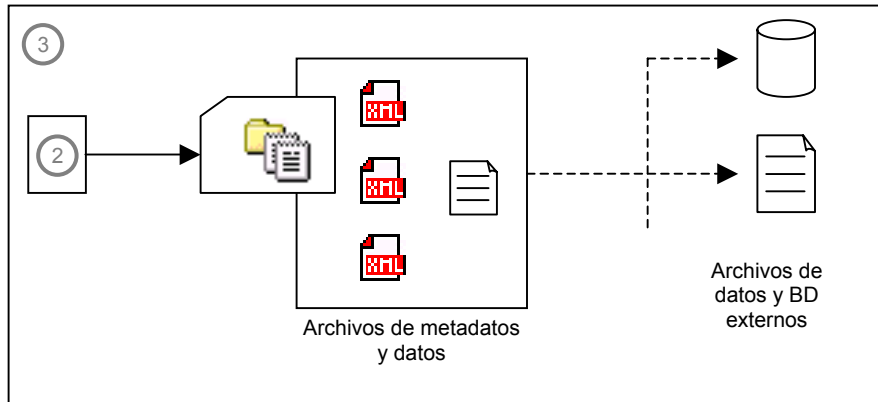 3
2
XML
XML
XML
Archivos de metadatos
y datos
Archivos de
datos y BD
externos